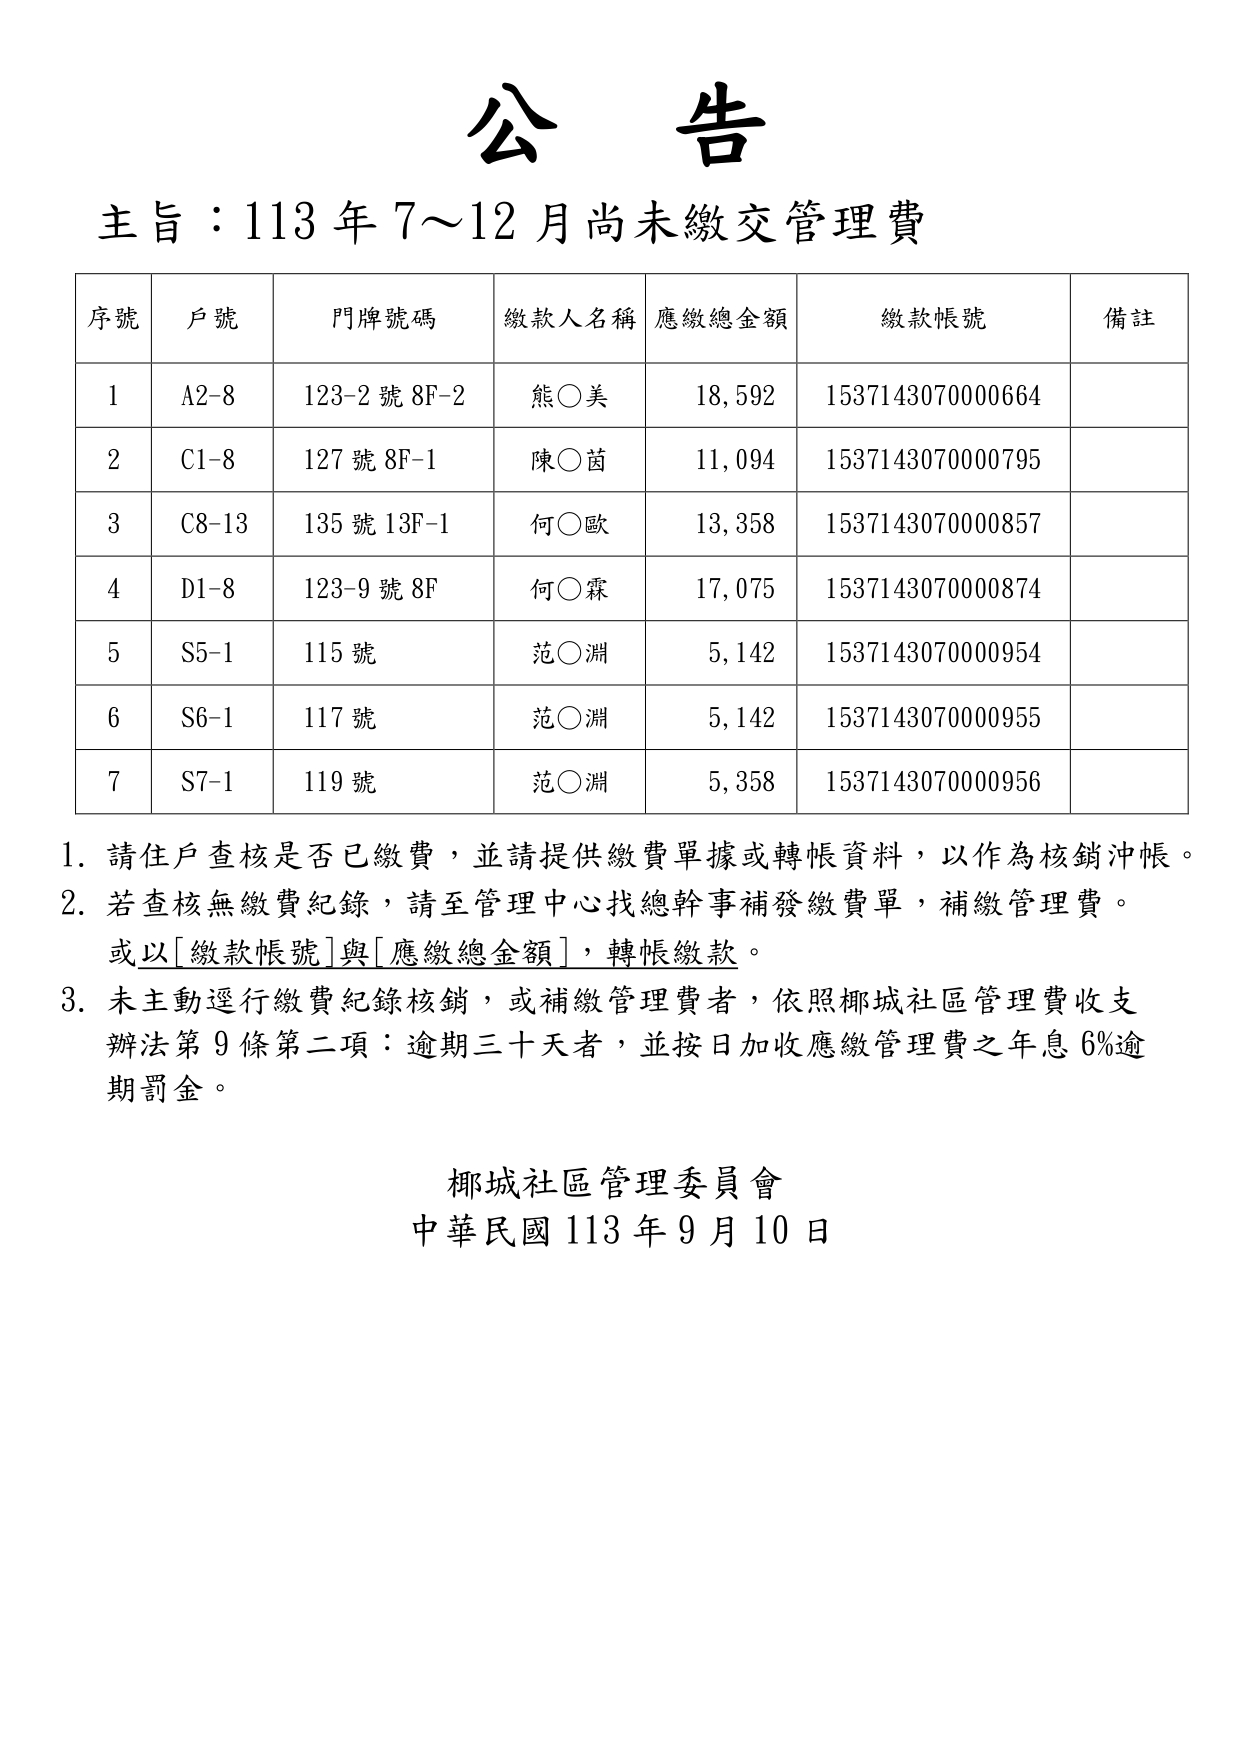 公 告
主旨：113 年 7～12 月尚未繳交管理費
序號 戶號 門牌號碼 繳款人名稱 應繳總金額 繳款帳號 備註
1 A2-8 123-2 號 8F-2 熊○美 18,592 1537143070000664
2 C1-8 127 號 8F-1 陳○茵 11,094 1537143070000795
3 C8-13 135 號 13F-1 何○歐 13,358 1537143070000857
4 D1-8 123-9 號 8F 何○霖 17,075 1537143070000874
5 S5-1 115 號 范○淵 5,142 1537143070000954
6 S6-1 117 號 范○淵 5,142 1537143070000955
7 S7-1 119 號 范○淵 5,358 1537143070000956
1. 請住戶查核是否已繳費，並請提供繳費單據或轉帳資料，以作為核銷沖帳。
2. 若查核無繳費紀錄，請至管理中心找總幹事補發繳費單，補繳管理費。
或以[繳款帳號]與[應繳總金額]，轉帳繳款。
3. 未主動逕行繳費紀錄核銷，或補繳管理費者，依照椰城社區管理費收支
辦法第 9 條第二項：逾期三十天者，並按日加收應繳管理費之年息 6%逾
期罰金。
椰城社區管理委員會
中華民國 113 年 9 月 10 日